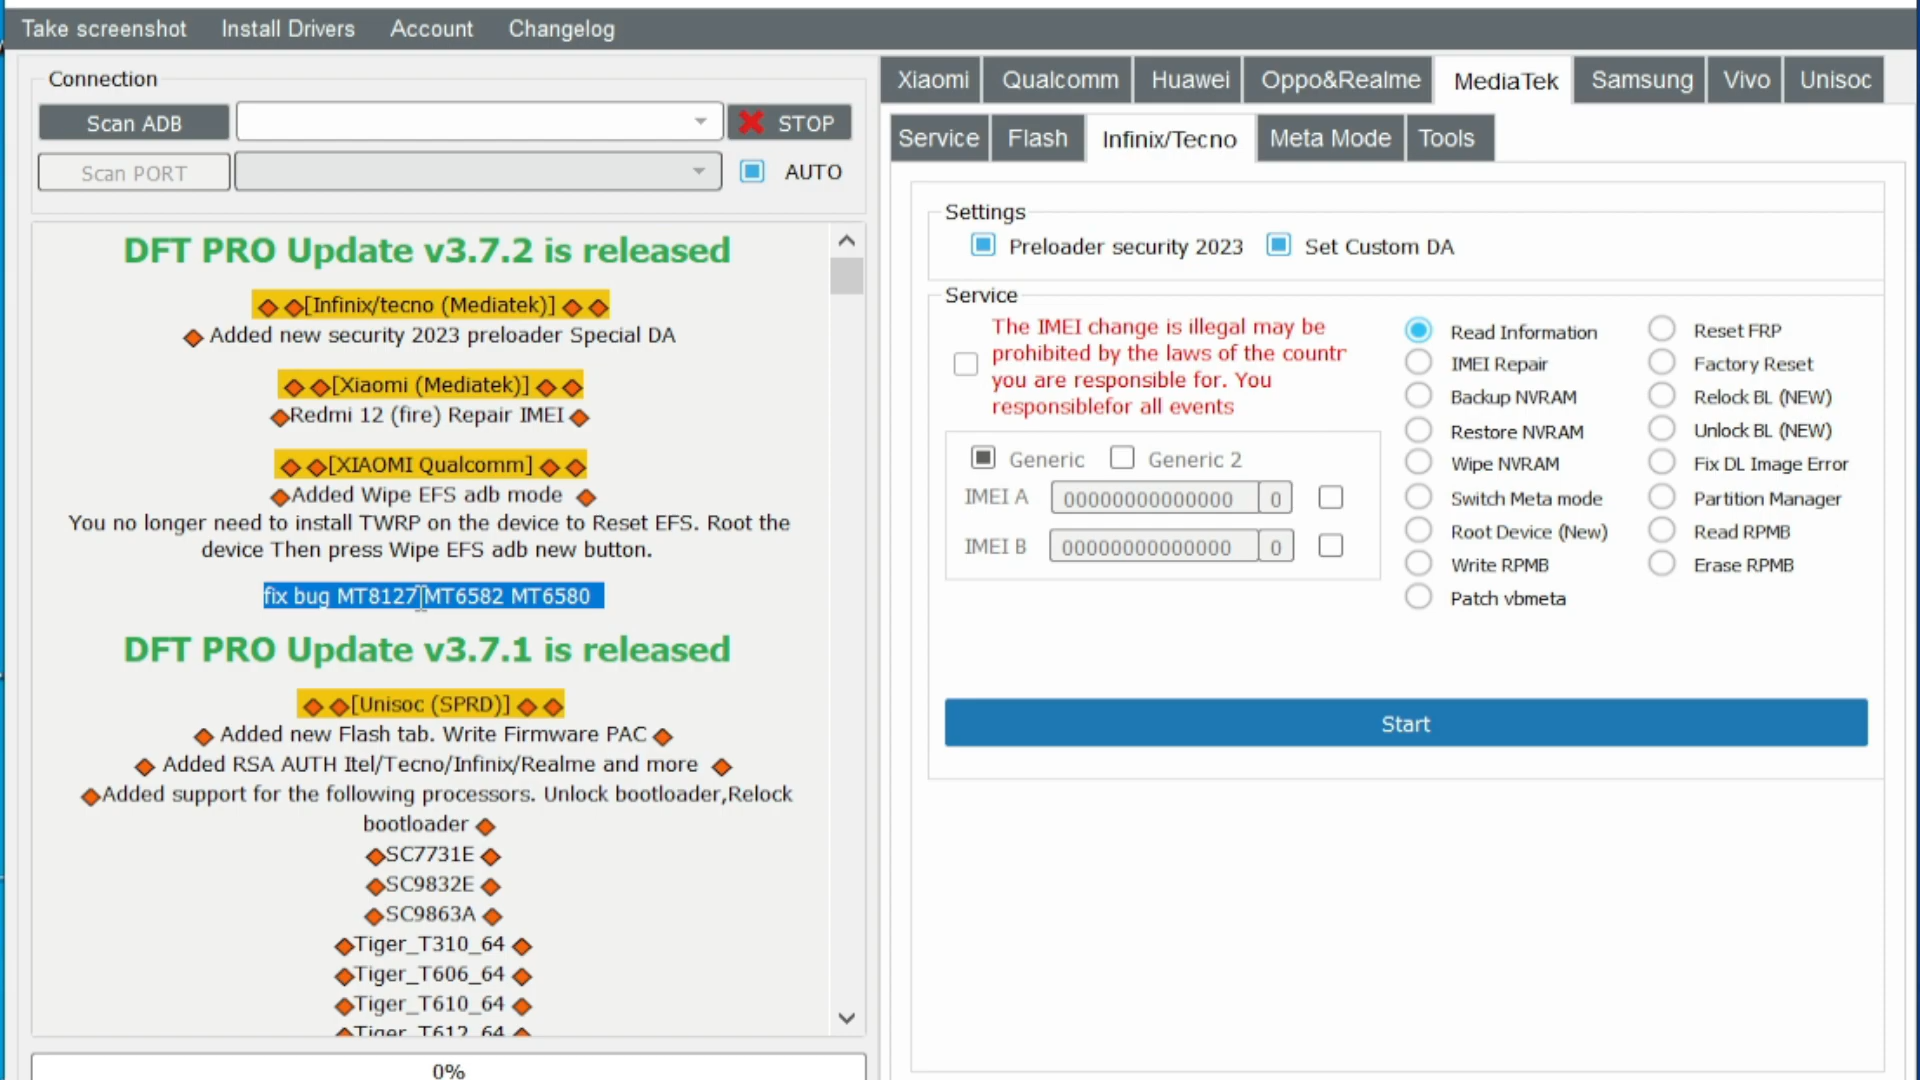 Take screenshot Install Drivers Account Changelog
Connection
Scan ADB STOP
Scan PORT AUTO
DFT PRO Update v3.7.2 is released
[Infinix/tecno (Mediatek)]
Added new security 2023 preloader Special DA
[Xiaomi (Mediatek)]
Redmi 12 (fire) Repair IMEI
[XIAOMI Qualcomm]
Added Wipe EFS adb mode
You no longer need to install TWRP on the device to Reset EFS. Root the
device Then press Wipe EFS adb new button.
fix bug MT8127 MT6582 MT6580
DFT PRO Update v3.7.1 is released
[Unisoc (SPRD)]
Added new Flash tab. Write Firmware PAC
Added RSA AUTH Itel/Tecno/Infinix/Realme and more
Added support for the following processors. Unlock bootloader,Relock
bootloader
SC7731E
SC9832E
SC9863A
Tiger_T310_64
Tiger_T606_64
Tiger_T610_64
Tiger_T612_64
0%
Xiaomi Qualcomm Huawei Oppo&Realme MediaTek Samsung Vivo Unisoc
Service Flash Infinix/Tecno Meta Mode Tools
Settings
Preloader security 2023 Set Custom DA
Service
The IMEI change is illegal may be
prohibited by the laws of the countr
you are responsible for. You
responsiblefor all events
Generic Generic 2
IMEI A 00000000000000 0
IMEI B 00000000000000 0
Read Information Reset FRP
IMEI Repair Factory Reset
Backup NVRAM Relock BL (NEW)
Restore NVRAM Unlock BL (NEW)
Wipe NVRAM Fix DL Image Error
Switch Meta mode Partition Manager
Root Device (New) Read RPMB
Write RPMB Erase RPMB
Patch vbmeta
Start